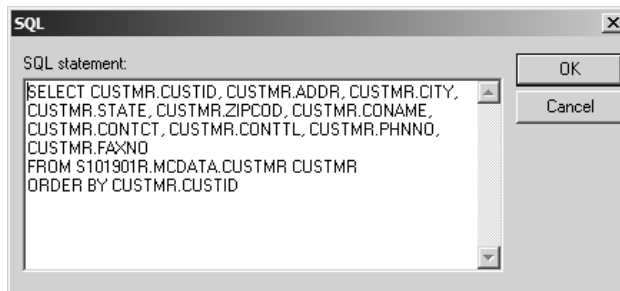 SQL
SQL statement:
SELECT CUSTMR.CUSTID, CUSTMR.ADDR, CUSTMR.CITY,
CUSTMR.STATE, CUSTMR.ZIPCOD, CUSTMR.CONAME,
CUSTMR.CONTCT, CUSTMR.CONTTL, CUSTMR.PHNNO,
CUSTMR.FAXNO
FROM S101901R.MCDATA.CUSTMR CUSTMR
ORDER BY CUSTMR.CUSTID
OK
Cancel